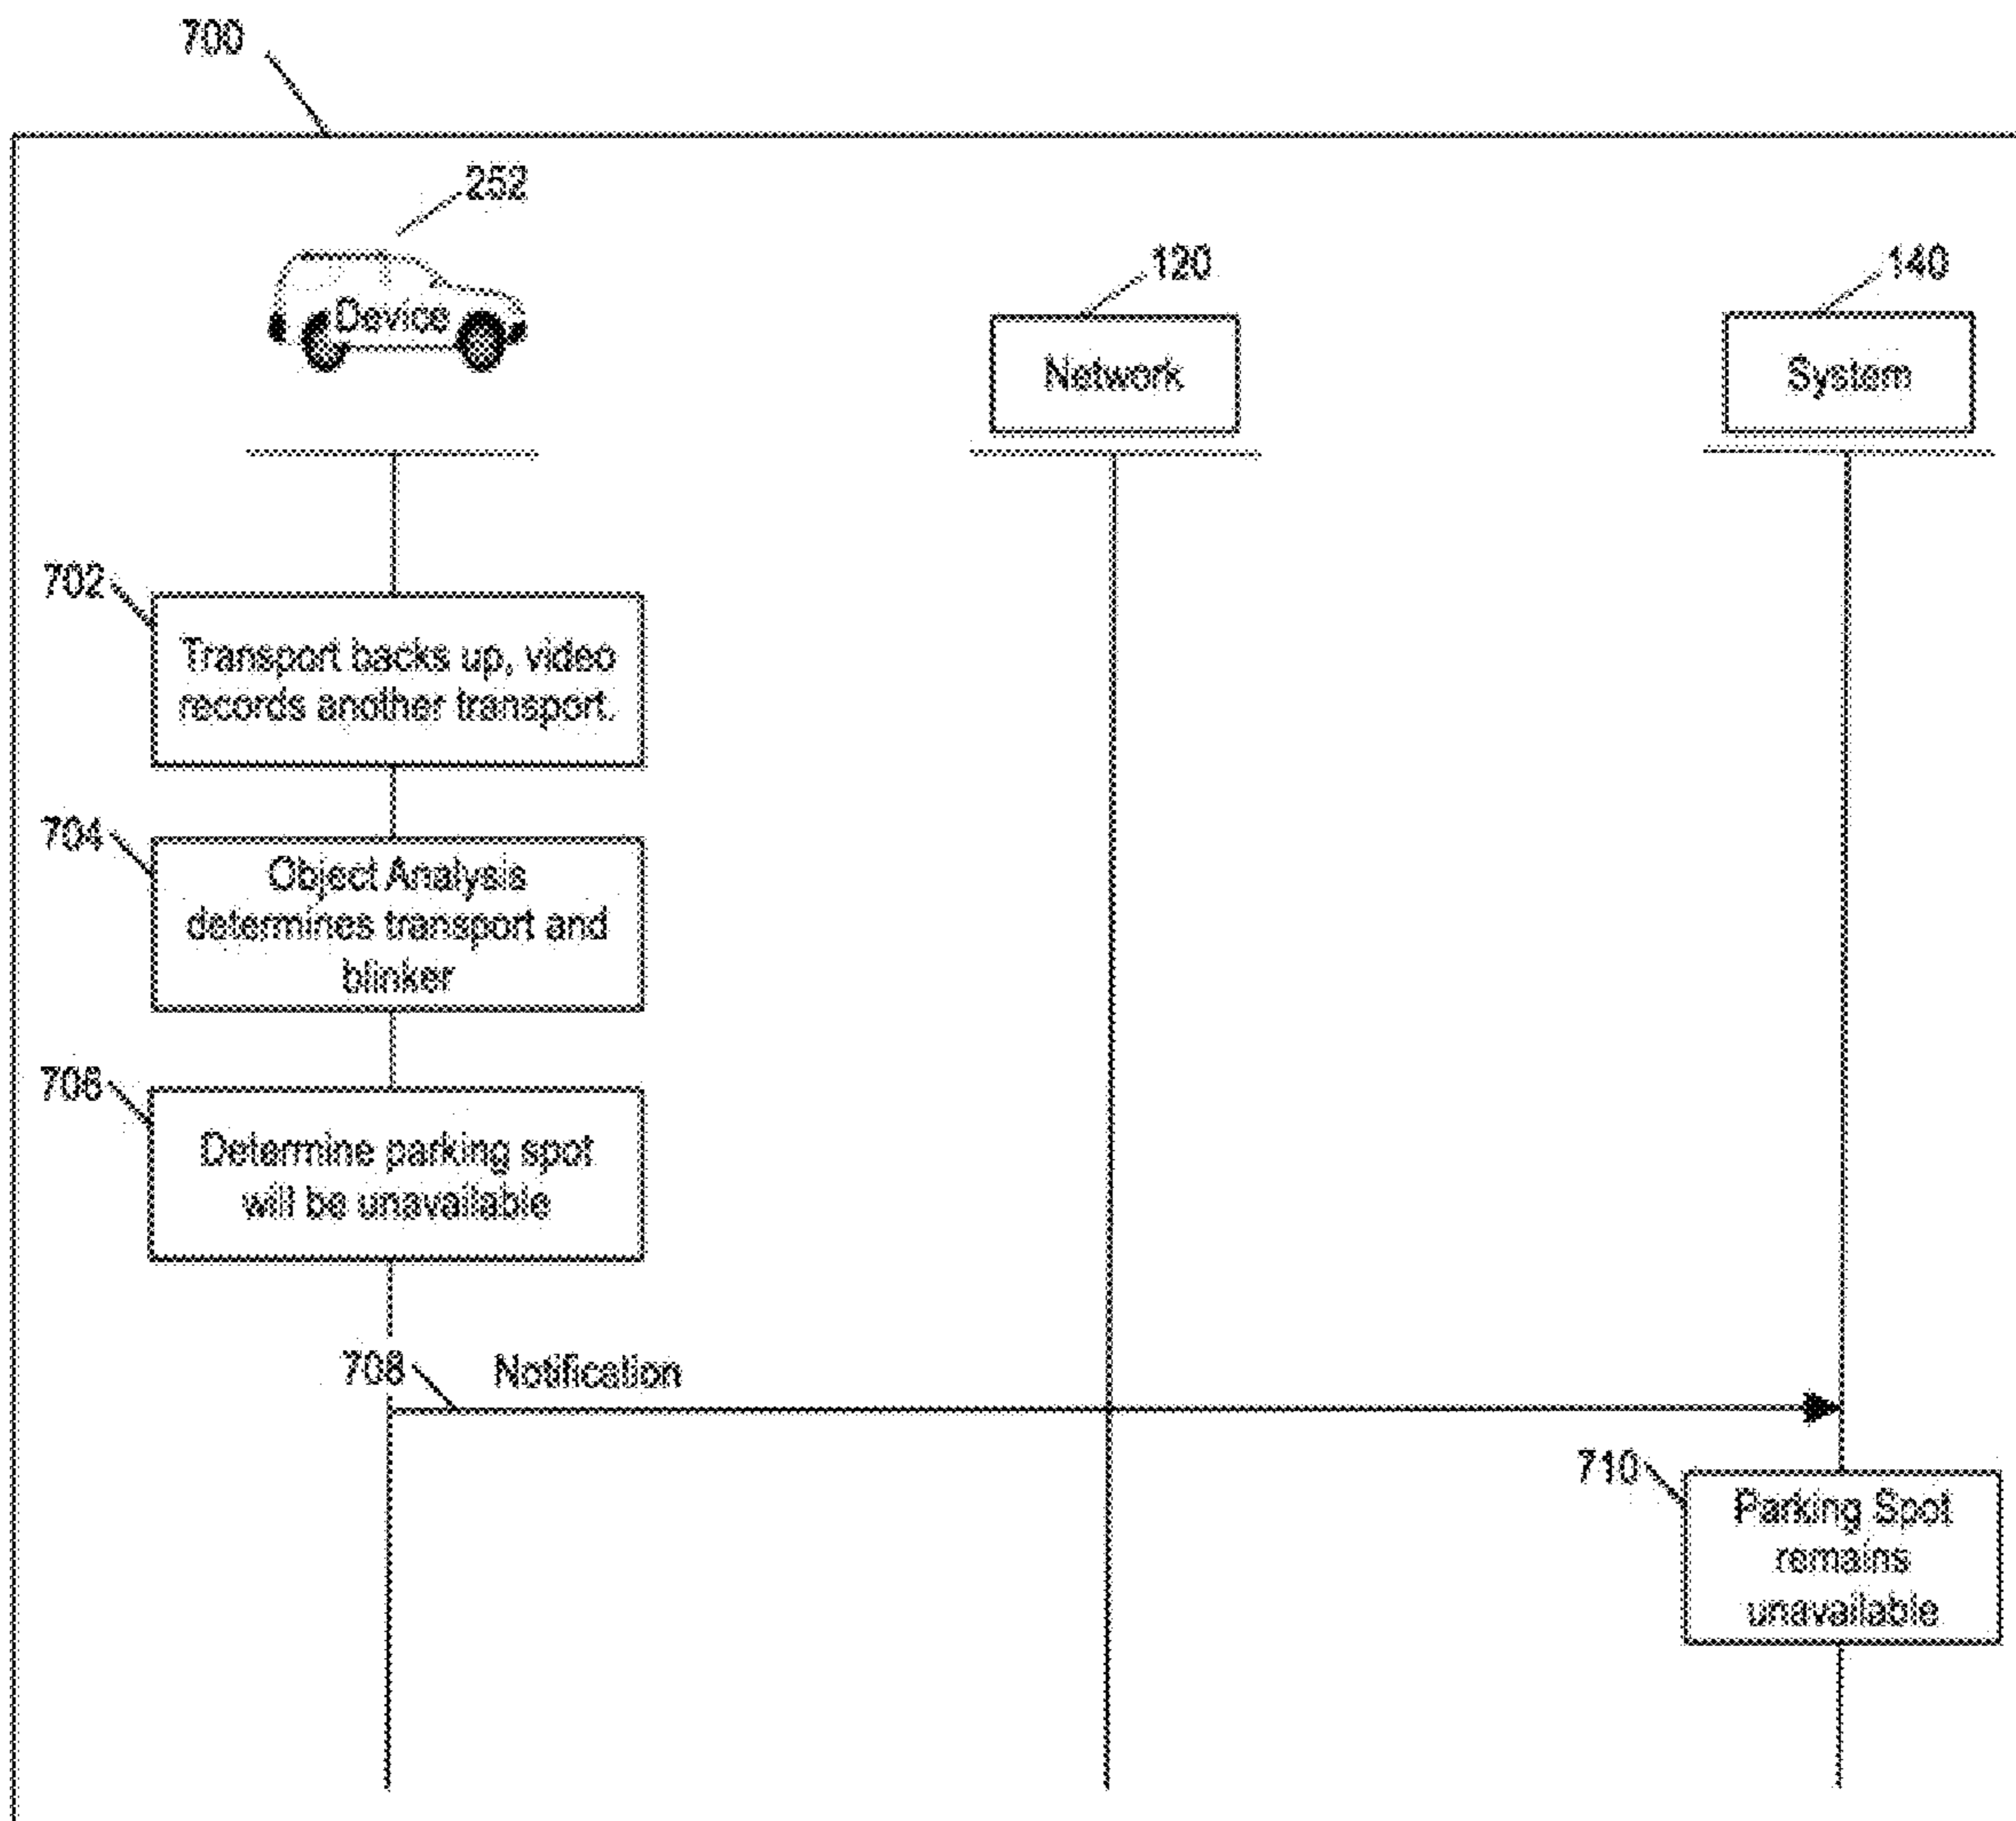 700
252
Device
120
Network
140
System
702
Transport backs up, video
records another transport.
704
Object Analysis
determines transport and
blinker
706
Determine parking spot
will be unavailable
708
Notification
710
Parking Spot
remains
unavailable